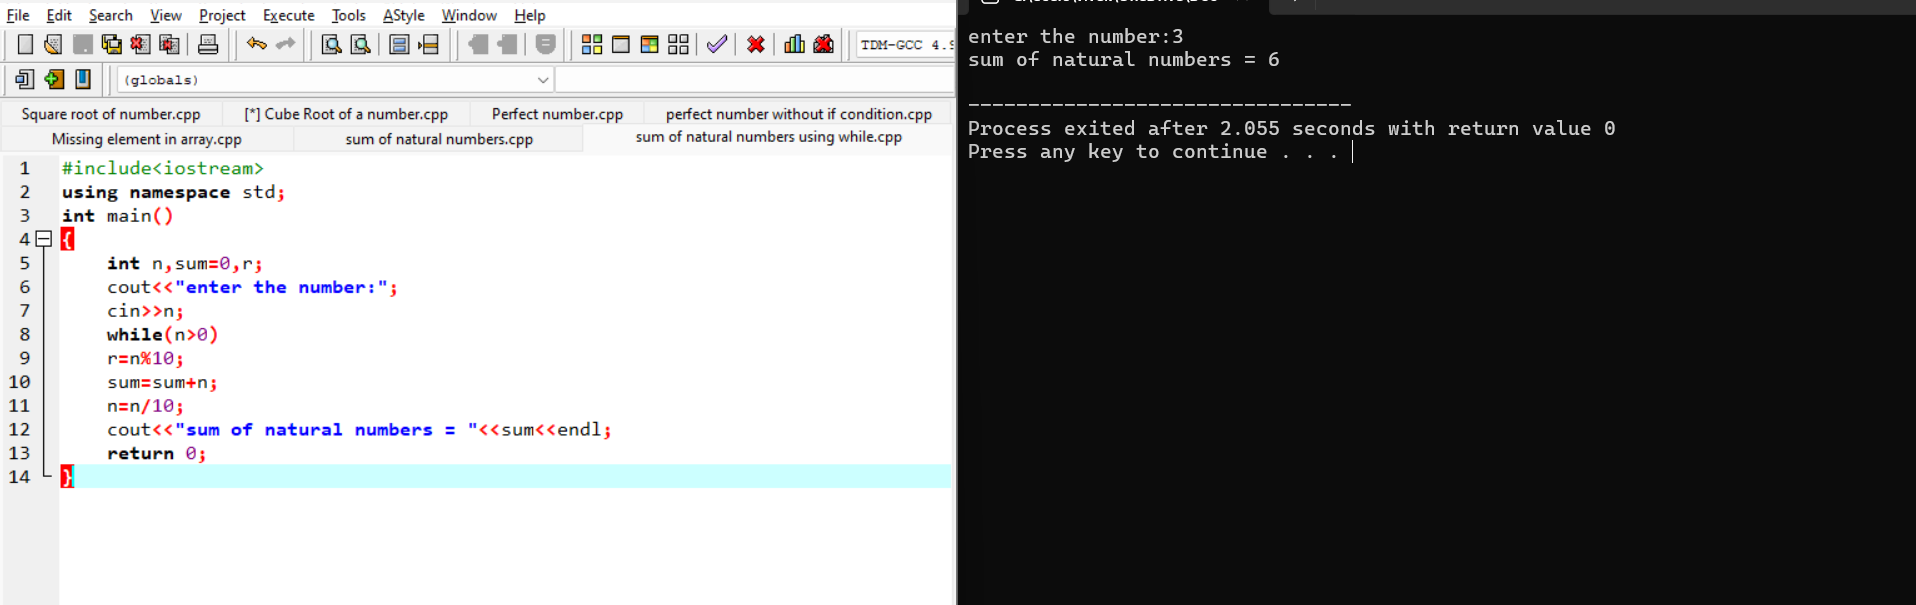 File Edit Search View Project Execute Tools AStyle Window Help
TDM-GCC 4.9
(globals)
Square root of number.cpp [*] Cube Root of a number.cpp Perfect number.cpp perfect number without if condition.cpp
Missing element in array.cpp sum of natural numbers.cpp sum of natural numbers using while.cpp
1 #include<iostream>
2 using namespace std;
3 int main()
4 {
5 int n,sum=0,r;
6 cout<<"enter the number:";
7 cin>>n;
8 while(n>0)
9 r=n%10;
10 sum=sum+n;
11 n=n/10;
12 cout<<"sum of natural numbers = "<<sum<<endl;
13 return 0;
14 }
enter the number:3
sum of natural numbers = 6
--------------------------------
Process exited after 2.055 seconds with return value 0
Press any key to continue . . .